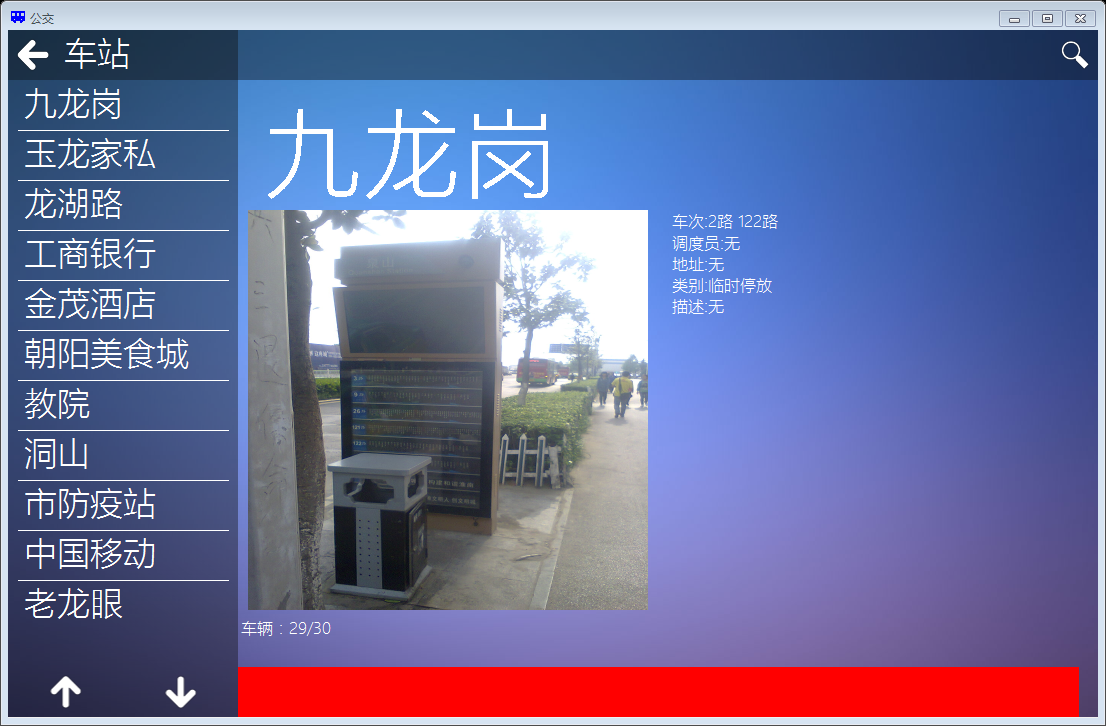 公交
车站
九龙岗
玉龙家私
龙湖路
工商银行
金茂酒店
朝阳美食城
教院
洞山
市防疫站
中国移动
老龙眼
九龙岗
车次:2路 122路
调度员:无
地址:无
类别:临时停放
描述:无
车辆：29/30